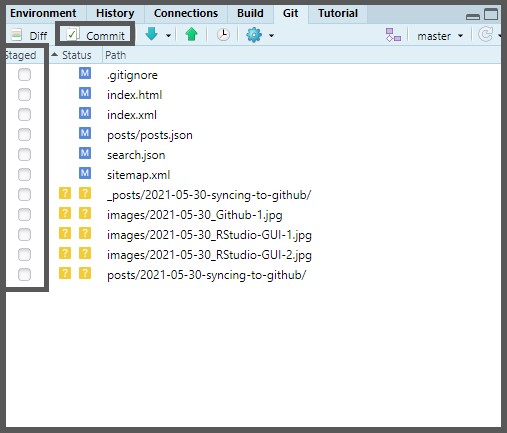 Environment History Connections Build Git Tutorial
Diff Commit master
Staged Status Path
M .gitignore
M index.html
M index.xml
M posts/posts.json
M search.json
M sitemap.xml
? ? _posts/2021-05-30-syncing-to-github/
? ? images/2021-05-30_Github-1.jpg
? ? images/2021-05-30_RStudio-GUI-1.jpg
? ? images/2021-05-30_RStudio-GUI-2.jpg
? ? posts/2021-05-30-syncing-to-github/